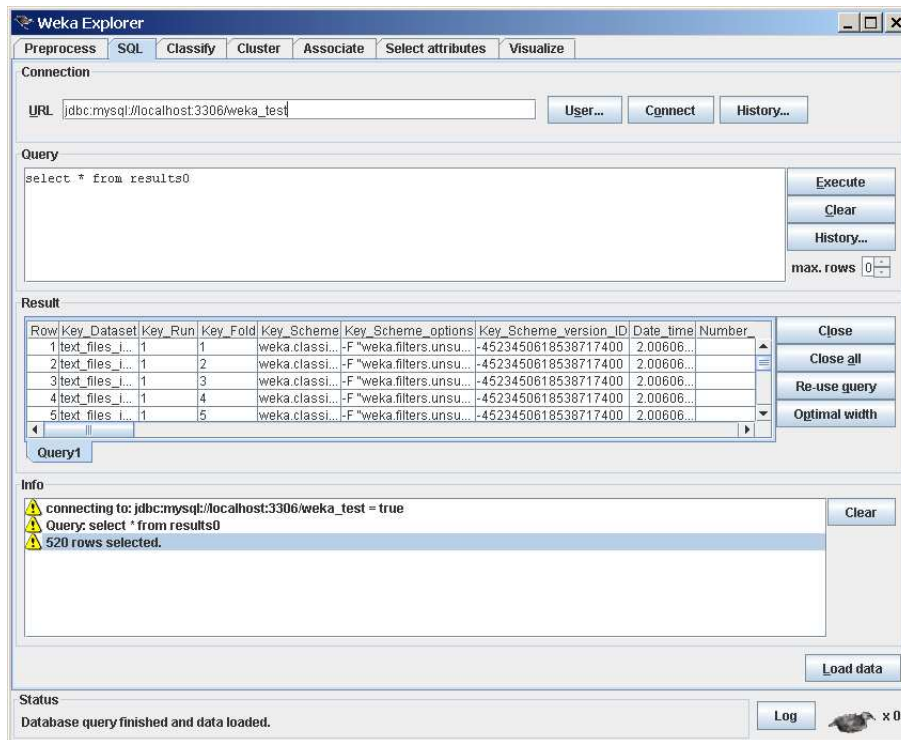 Weka Explorer
Preprocess SQL Classify Cluster Associate Select attributes Visualize
Connection
URL jdbc:mysql://localhost:3306/weka_test User... Connect History...
Query
select * from results0
Execute
Clear
History...
max. rows 0
Result
Row Key_Dataset Key_Run Key_Fold Key_Scheme Key_Scheme_options Key_Scheme_version_ID Date_time Number_
1 text_files_i... 1 1 weka.classi... -F "weka.filters.unsu... -4523450618538717400 2.00606...
2 text_files_i... 1 2 weka.classi... -F "weka.filters.unsu... -4523450618538717400 2.00606...
3 text_files_i... 1 3 weka.classi... -F "weka.filters.unsu... -4523450618538717400 2.00606...
4 text_files_i... 1 4 weka.classi... -F "weka.filters.unsu... -4523450618538717400 2.00606...
5 text_files_i... 1 5 weka.classi... -F "weka.filters.unsu... -4523450618538717400 2.00606...
Close
Close all
Re-use query
Optimal width
Query1
Info
connecting to: jdbc:mysql://localhost:3306/weka_test = true
Query: select * from results0
520 rows selected.
Clear
Load data
Status
Database query finished and data loaded.
Log x 0